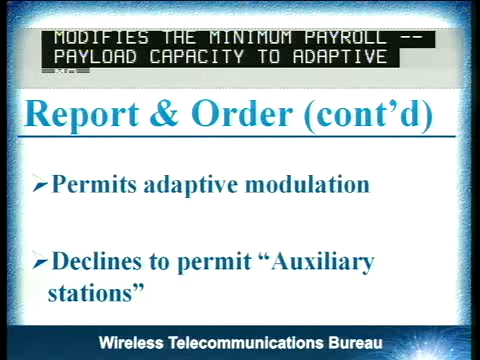 MODIFIES THE MINIMUM PAYROLL --
PAYLOAD CAPACITY TO ADAPTIVE
MO
Report & Order (cont’d)
Permits adaptive modulation
Declines to permit “Auxiliary
stations”
Wireless Telecommunications Bureau